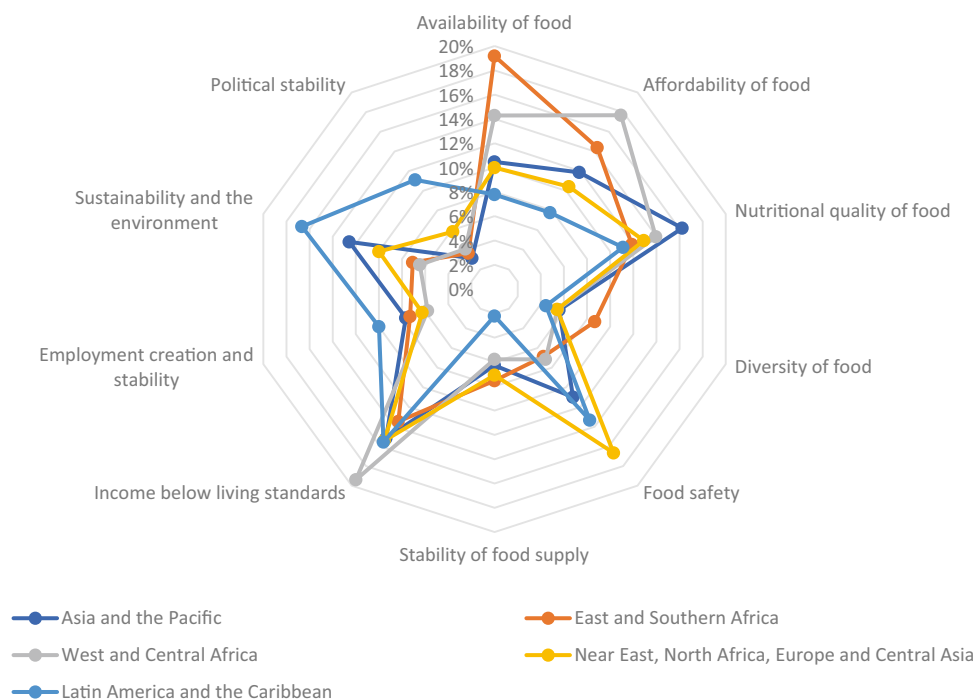 Availability of food
20%
18%
16%
14%
12%
10%
8%
6%
4%
2%
0%
Political stability
Affordability of food
Sustainability and the
environment
Nutritional quality of food
Employment creation and
stability
Diversity of food
Income below living standards
Food safety
Stability of food supply
Asia and the Pacific
East and Southern Africa
West and Central Africa
Near East, North Africa, Europe and Central Asia
Latin America and the Caribbean